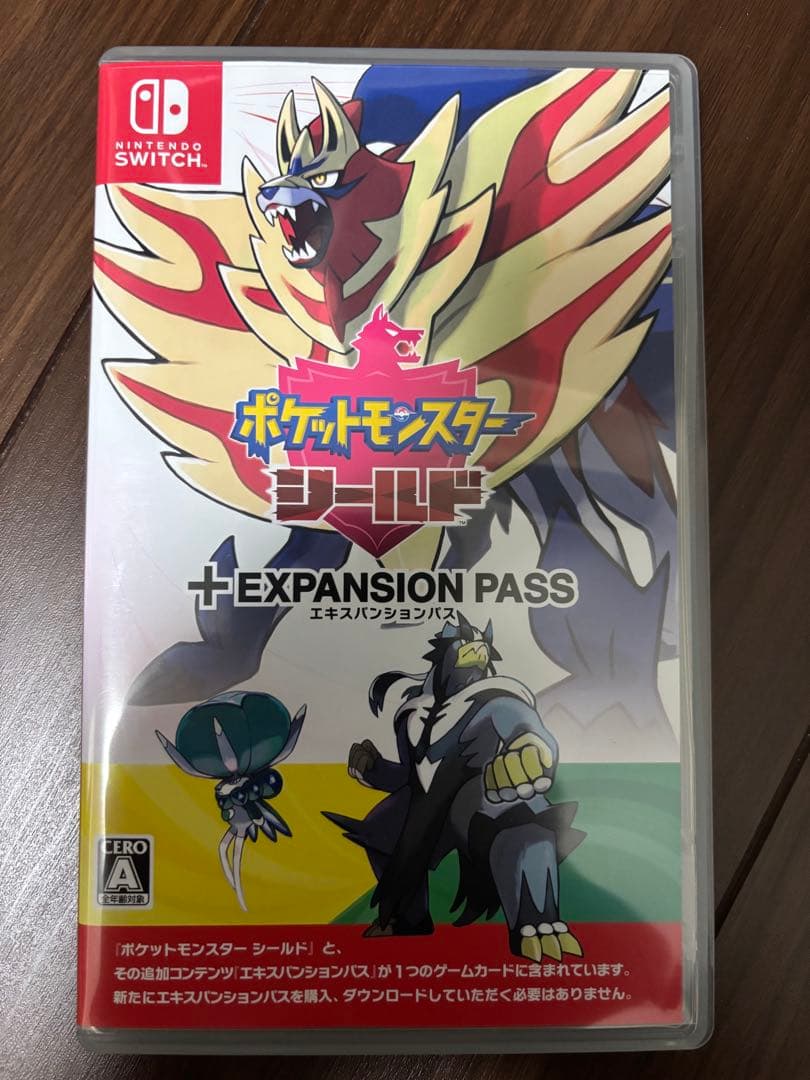 NINTENDO
SWITCH™
ポケットモンスター
シールド™
+EXPANSION PASS
エキスパンションパス
CERO
A
全年齢対象
『ポケットモンスター シールド』と、
その追加コンテンツ『エキスパンションパス』が1つのゲームカードに含まれています。
新たにエキスパンションパスを購入、ダウンロードしていただく必要はありません。